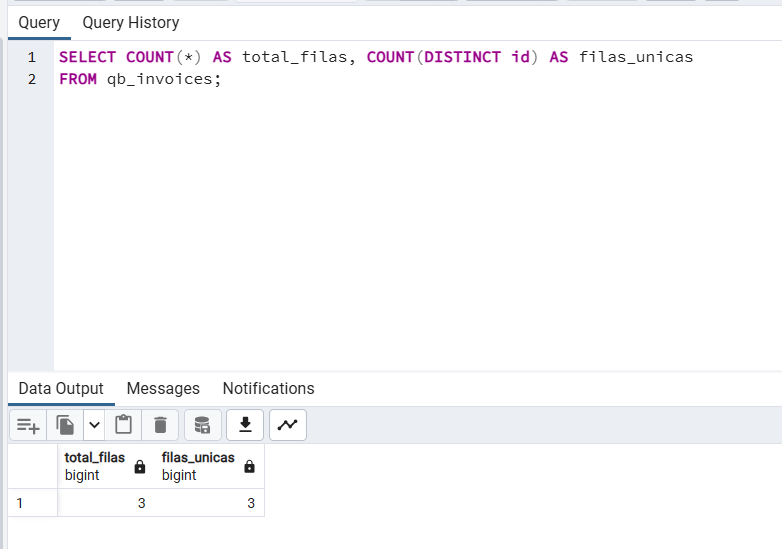 Query Query History
1 SELECT COUNT(*) AS total_filas, COUNT(DISTINCT id) AS filas_unicas
2 FROM qb_invoices;
Data Output Messages Notifications
total_filas filas_unicas
bigint bigint
1 3 3